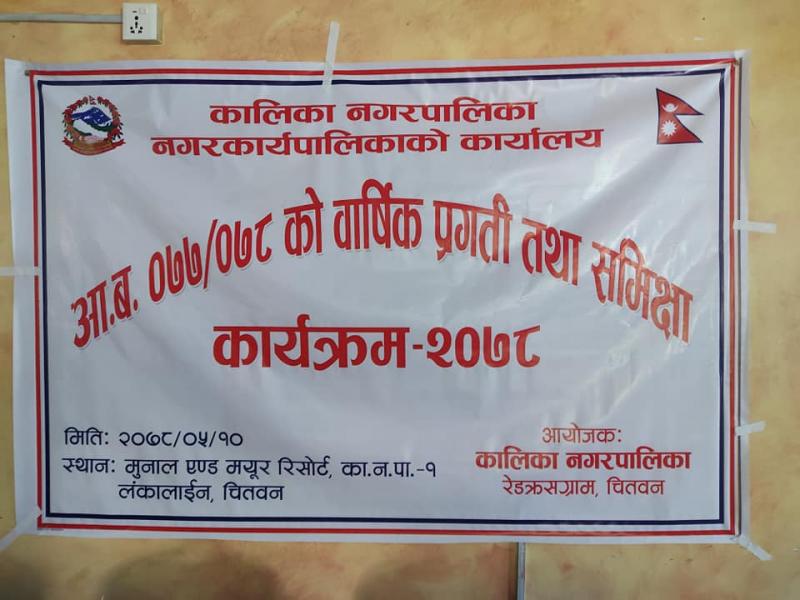 कालिका नगरपालिका
नगरकार्यपालिकाको कार्यालय
आ.ब. ०७७/०७८ को वार्षिक प्रगती तथा समिक्षा
कार्यक्रम-२०७८
मिति: २०७८/०५/१०
स्थान: मुनाल एण्ड मयूर रिसोर्ट, का.न.पा.-१
लंकालाईन, चितवन
आयोजक:
कालिका नगरपालिका
रेडक्रसग्राम, चितवन